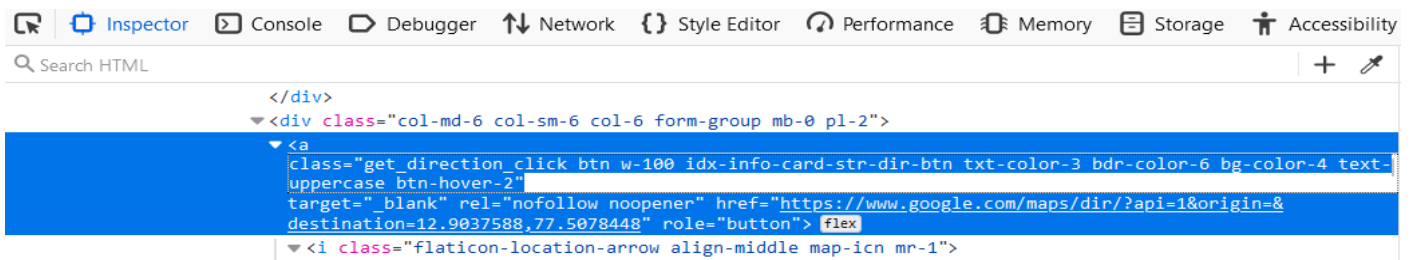 Inspector Console Debugger Network {} Style Editor Performance Memory Storage Accessibility
Search HTML
</div>
<div class="col-md-6 col-sm-6 col-6 form-group mb-0 pl-2">
<a
class="get_direction_click btn w-100 idx-info-card-str-dir-btn txt-color-3 bdr-color-6 bg-color-4 text-
uppercase btn-hover-2"
target="_blank" rel="nofollow noopener" href="https://www.google.com/maps/dir/?api=1&origin=&
destination=12.9037588,77.5078448" role="button"> flex
<i class="flaticon-location-arrow align-middle map-icn mr-1">